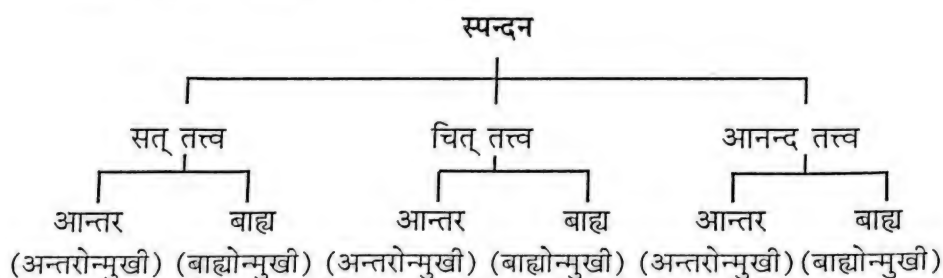 स्पन्दन
सत् तत्त्व चित् तत्त्व आनन्द तत्त्व
आन्तर बाह्य आन्तर बाह्य आन्तर बाह्य
(अन्तरोन्मुखी) (बाह्योन्मुखी) (अन्तरोन्मुखी) (बाह्योन्मुखी) (अन्तरोन्मुखी) (बाह्योन्मुखी)